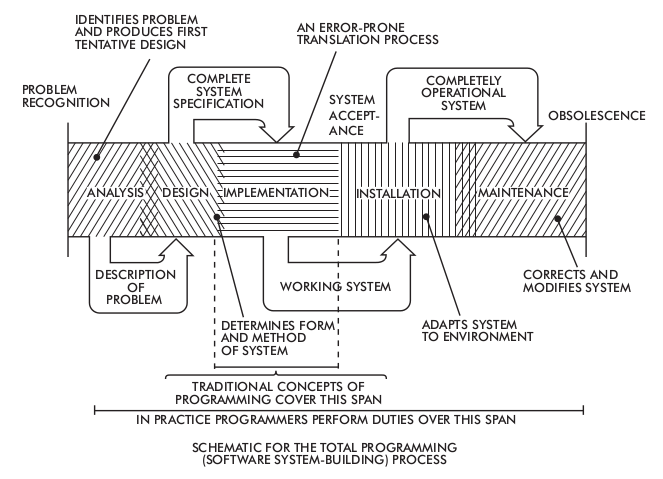 IDENTIFIES PROBLEM
AND PRODUCES FIRST
TENTATIVE DESIGN
AN ERROR-PRONE
TRANSLATION PROCESS
PROBLEM
RECOGNITION
COMPLETE
SYSTEM
SPECIFICATION
SYSTEM
ACCEPT-
ANCE
COMPLETELY
OPERATIONAL
SYSTEM
OBSOLESCENCE
ANALYSIS
DESIGN
IMPLEMENTATION
INSTALLATION
MAINTENANCE
DESCRIPTION
OF
PROBLEM
WORKING SYSTEM
CORRECTS AND
MODIFIES SYSTEM
DETERMINES FORM
AND METHOD
OF SYSTEM
ADAPTS SYSTEM
TO ENVIRONMENT
TRADITIONAL CONCEPTS OF
PROGRAMMING COVER THIS SPAN
IN PRACTICE PROGRAMMERS PERFORM DUTIES OVER THIS SPAN
SCHEMATIC FOR THE TOTAL PROGRAMMING
(SOFTWARE SYSTEM-BUILDING) PROCESS